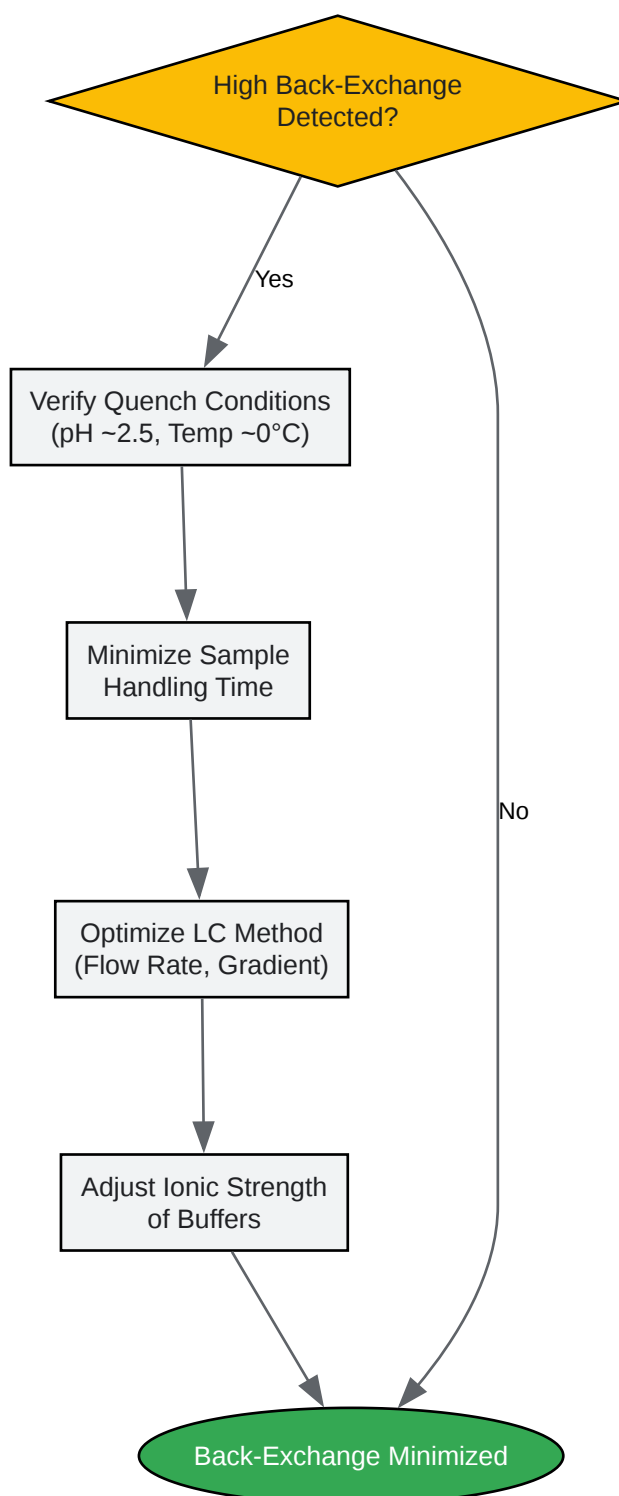 High Back-Exchange
Detected?
Yes
Verify Quench Conditions
(pH ~2.5, Temp ~0°C)
Minimize Sample
Handling Time
No
Optimize LC Method
(Flow Rate, Gradient)
Adjust Ionic Strength
of Buffers
Back-Exchange Minimized